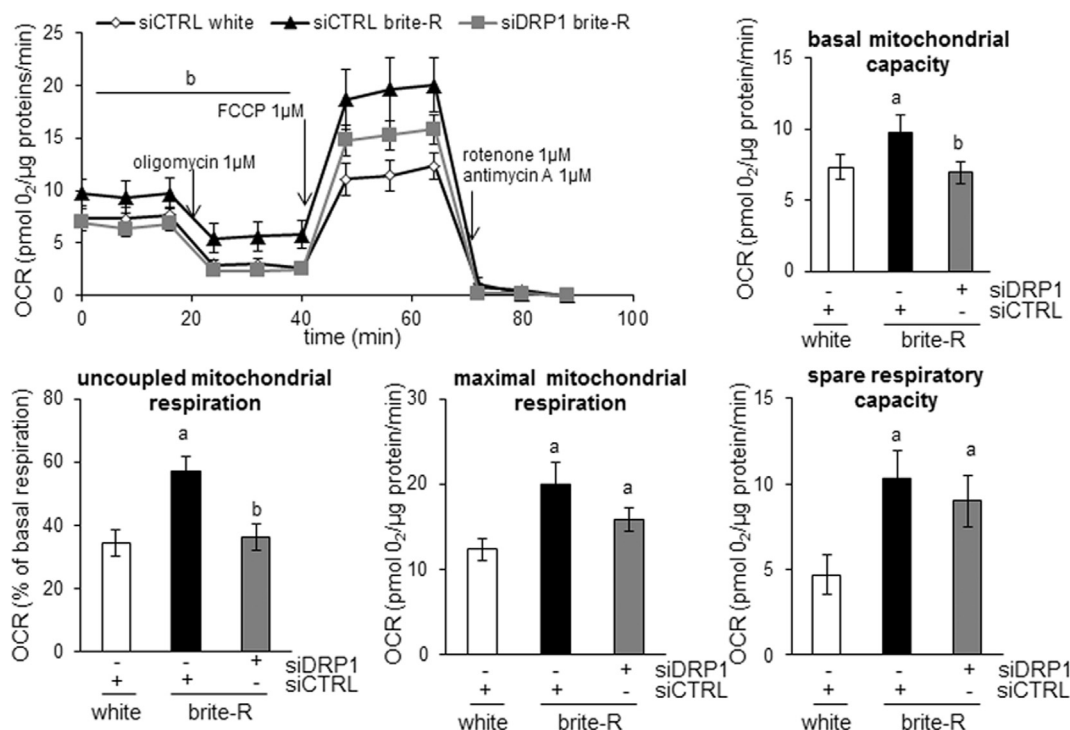 siCTRL white siCTRL brite-R siDRP1 brite-R
OCR (pmol 0₂/µg proteins/min)
25
20
15
10
5
0
b
oligomycin 1µM
FCCP 1µM
rotenone 1µM
antimycin A 1µM
0 20 40 60 80 100
time (min)
basal mitochondrial
capacity
OCR (pmol 0₂/µg protein/min)
15
10
5
0
a
b
- - + siDRP1
+ + - siCTRL
white brite-R
uncoupled mitochondrial
respiration
OCR (% of basal respiration)
80
60
40
20
0
a
b
- - + siDRP1
+ + - siCTRL
white brite-R
maximal mitochondrial
respiration
OCR (pmol 0₂/µg protein/min)
30
20
10
0
a
a
- - + siDRP1
+ + - siCTRL
white brite-R
spare respiratory
capacity
OCR (pmol 0₂/µg protein/min)
15
10
5
0
a
a
- - + siDRP1
+ + - siCTRL
white brite-R